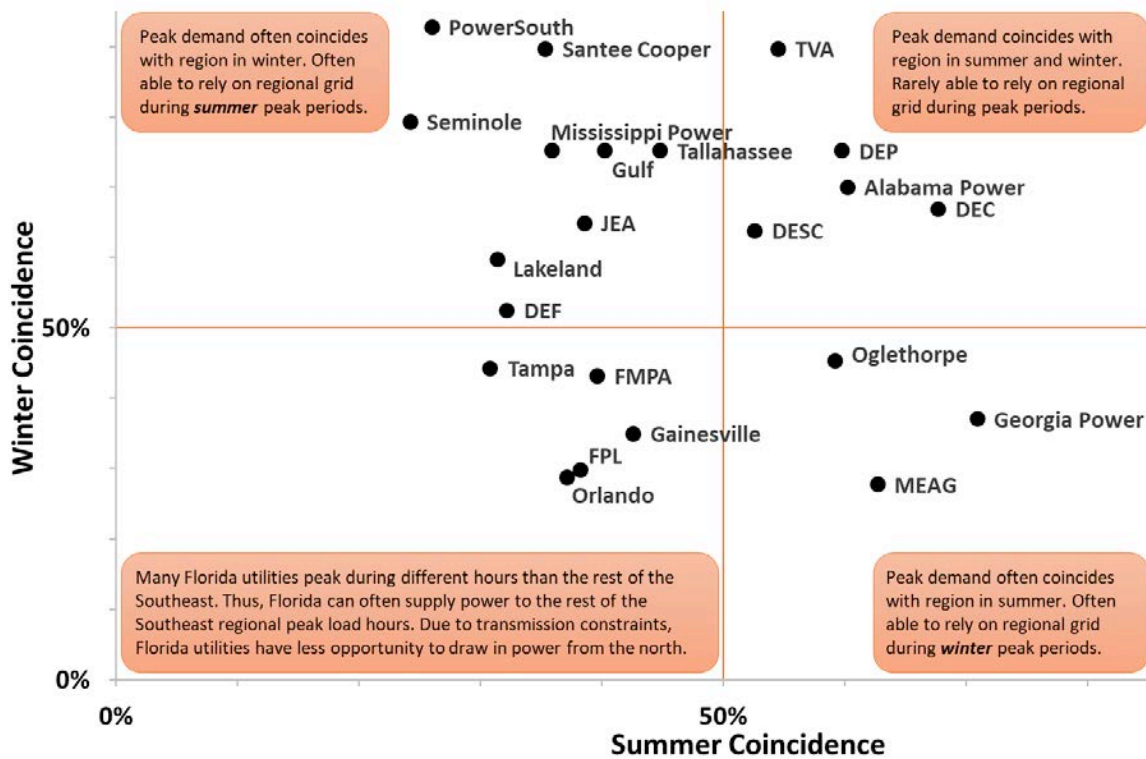 Peak demand often coincides
with region in winter. Often
able to rely on regional grid
during summer peak periods.
PowerSouth
Santee Cooper
TVA
Peak demand coincides with
region in summer and winter.
Rarely able to rely on regional
grid during peak periods.
Seminole
Mississippi Power
Gulf
Tallahassee
DEP
Alabama Power
DEC
JEA
DESC
Lakeland
DEF
Winter Coincidence
50%
Tampa
FMPA
Oglethorpe
Gainesville
Georgia Power
FPL
Orlando
MEAG
Many Florida utilities peak during different hours than the rest of the
Southeast. Thus, Florida can often supply power to the rest of the
Southeast regional peak load hours. Due to transmission constraints,
Florida utilities have less opportunity to draw in power from the north.
Peak demand often coincides
with region in summer. Often
able to rely on regional grid
during winter peak periods.
0%
0%
50%
Summer Coincidence